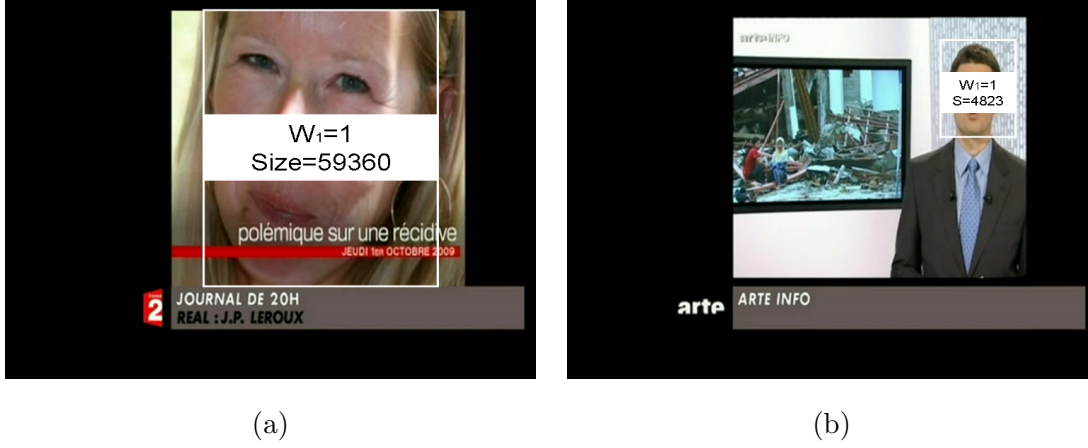 W₁=1
Size=59360
polémique sur une récidive
JEUDI 1er OCTOBRE 2009
2
JOURNAL DE 20H
REAL : J.P. LEROUX
(a)
arte INFO
W₁=1
S=4823
arte
ARTE INFO
(b)